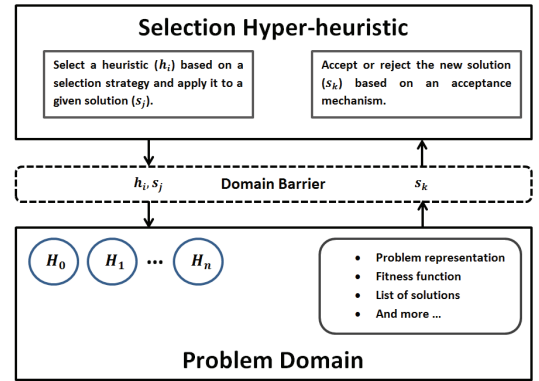 Selection Hyper-heuristic
Select a heuristic (hᵢ) based on a
selection strategy and apply it to a
given solution (sⱼ).
Accept or reject the new solution
(sₖ) based on an acceptance
mechanism.
hᵢ, sⱼ Domain Barrier sₖ
H₀ H₁ ••• Hₙ
• Problem representation
• Fitness function
• List of solutions
• And more ...
Problem Domain